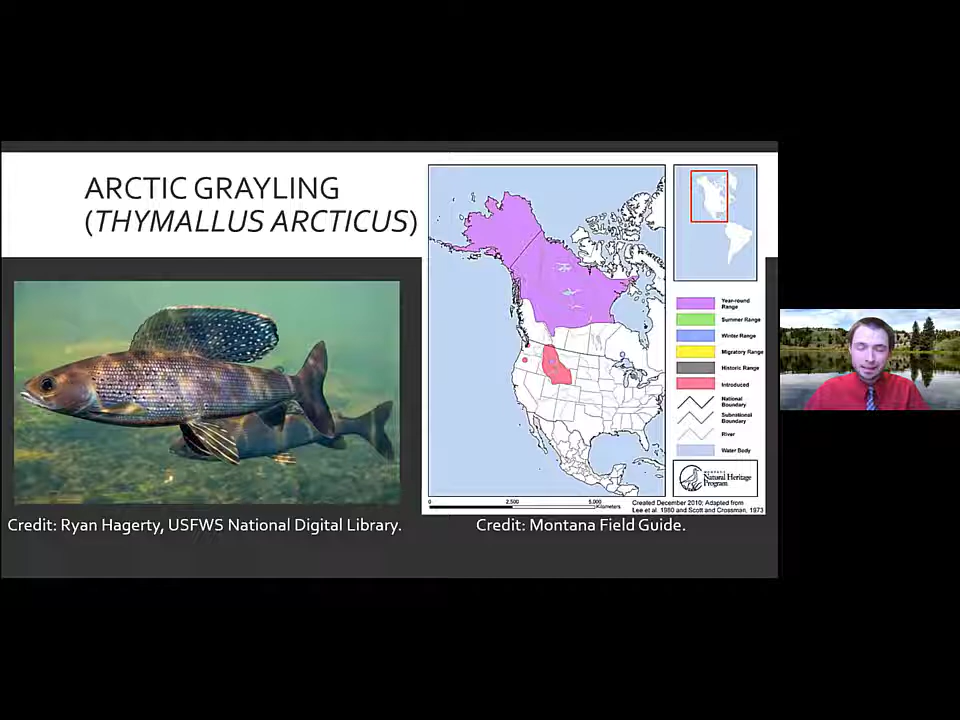 ARCTIC GRAYLING
(THYMALLUS ARCTICUS)
Year-round
Range
Summer Range
Winter Range
Migratory Range
Historic Range
Introduced
National
Boundary
Subnational
Boundary
River
Water Body
MONTANA
Natural Heritage
Program
0 2,500 5,000
Kilometers
Created December 2010; Adapted from
Lee et al. 1980 and Scott and Crossman, 1973
Credit: Ryan Hagerty, USFWS National Digital Library.
Credit: Montana Field Guide.